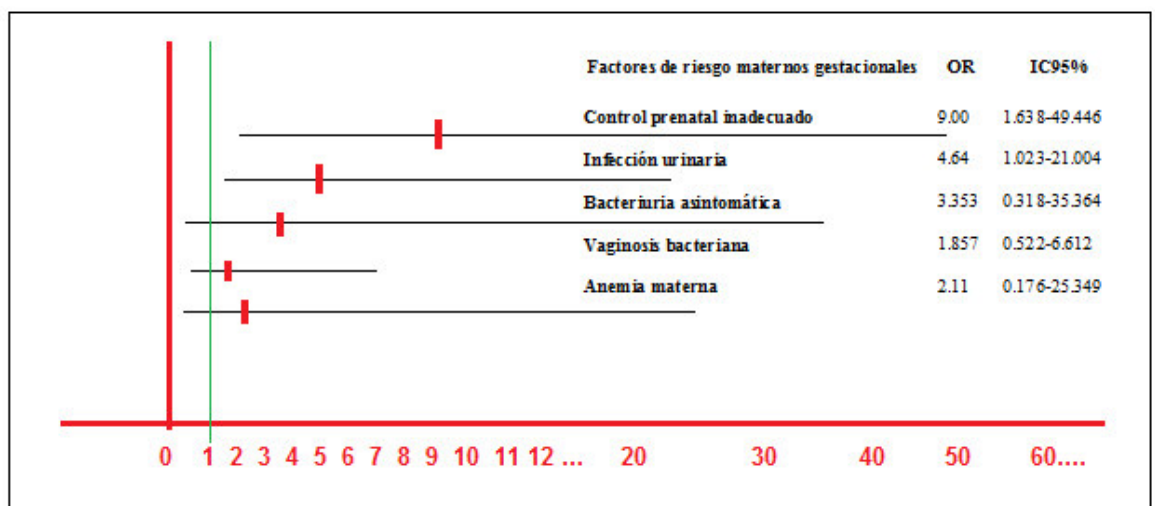 Factores de riesgo maternos gestacionales OR IC95%
Control prenatal inadecuado 9.00 1.638-49.446
Infección urinaria 4.64 1.023-21.004
Bacteriuria asintomática 3.353 0.318-35.364
Vaginosis bacteriana 1.857 0.522-6.612
Anemia materna 2.11 0.176-25.349
0 1 2 3 4 5 6 7 8 9 10 11 12 ... 20 30 40 50 60....